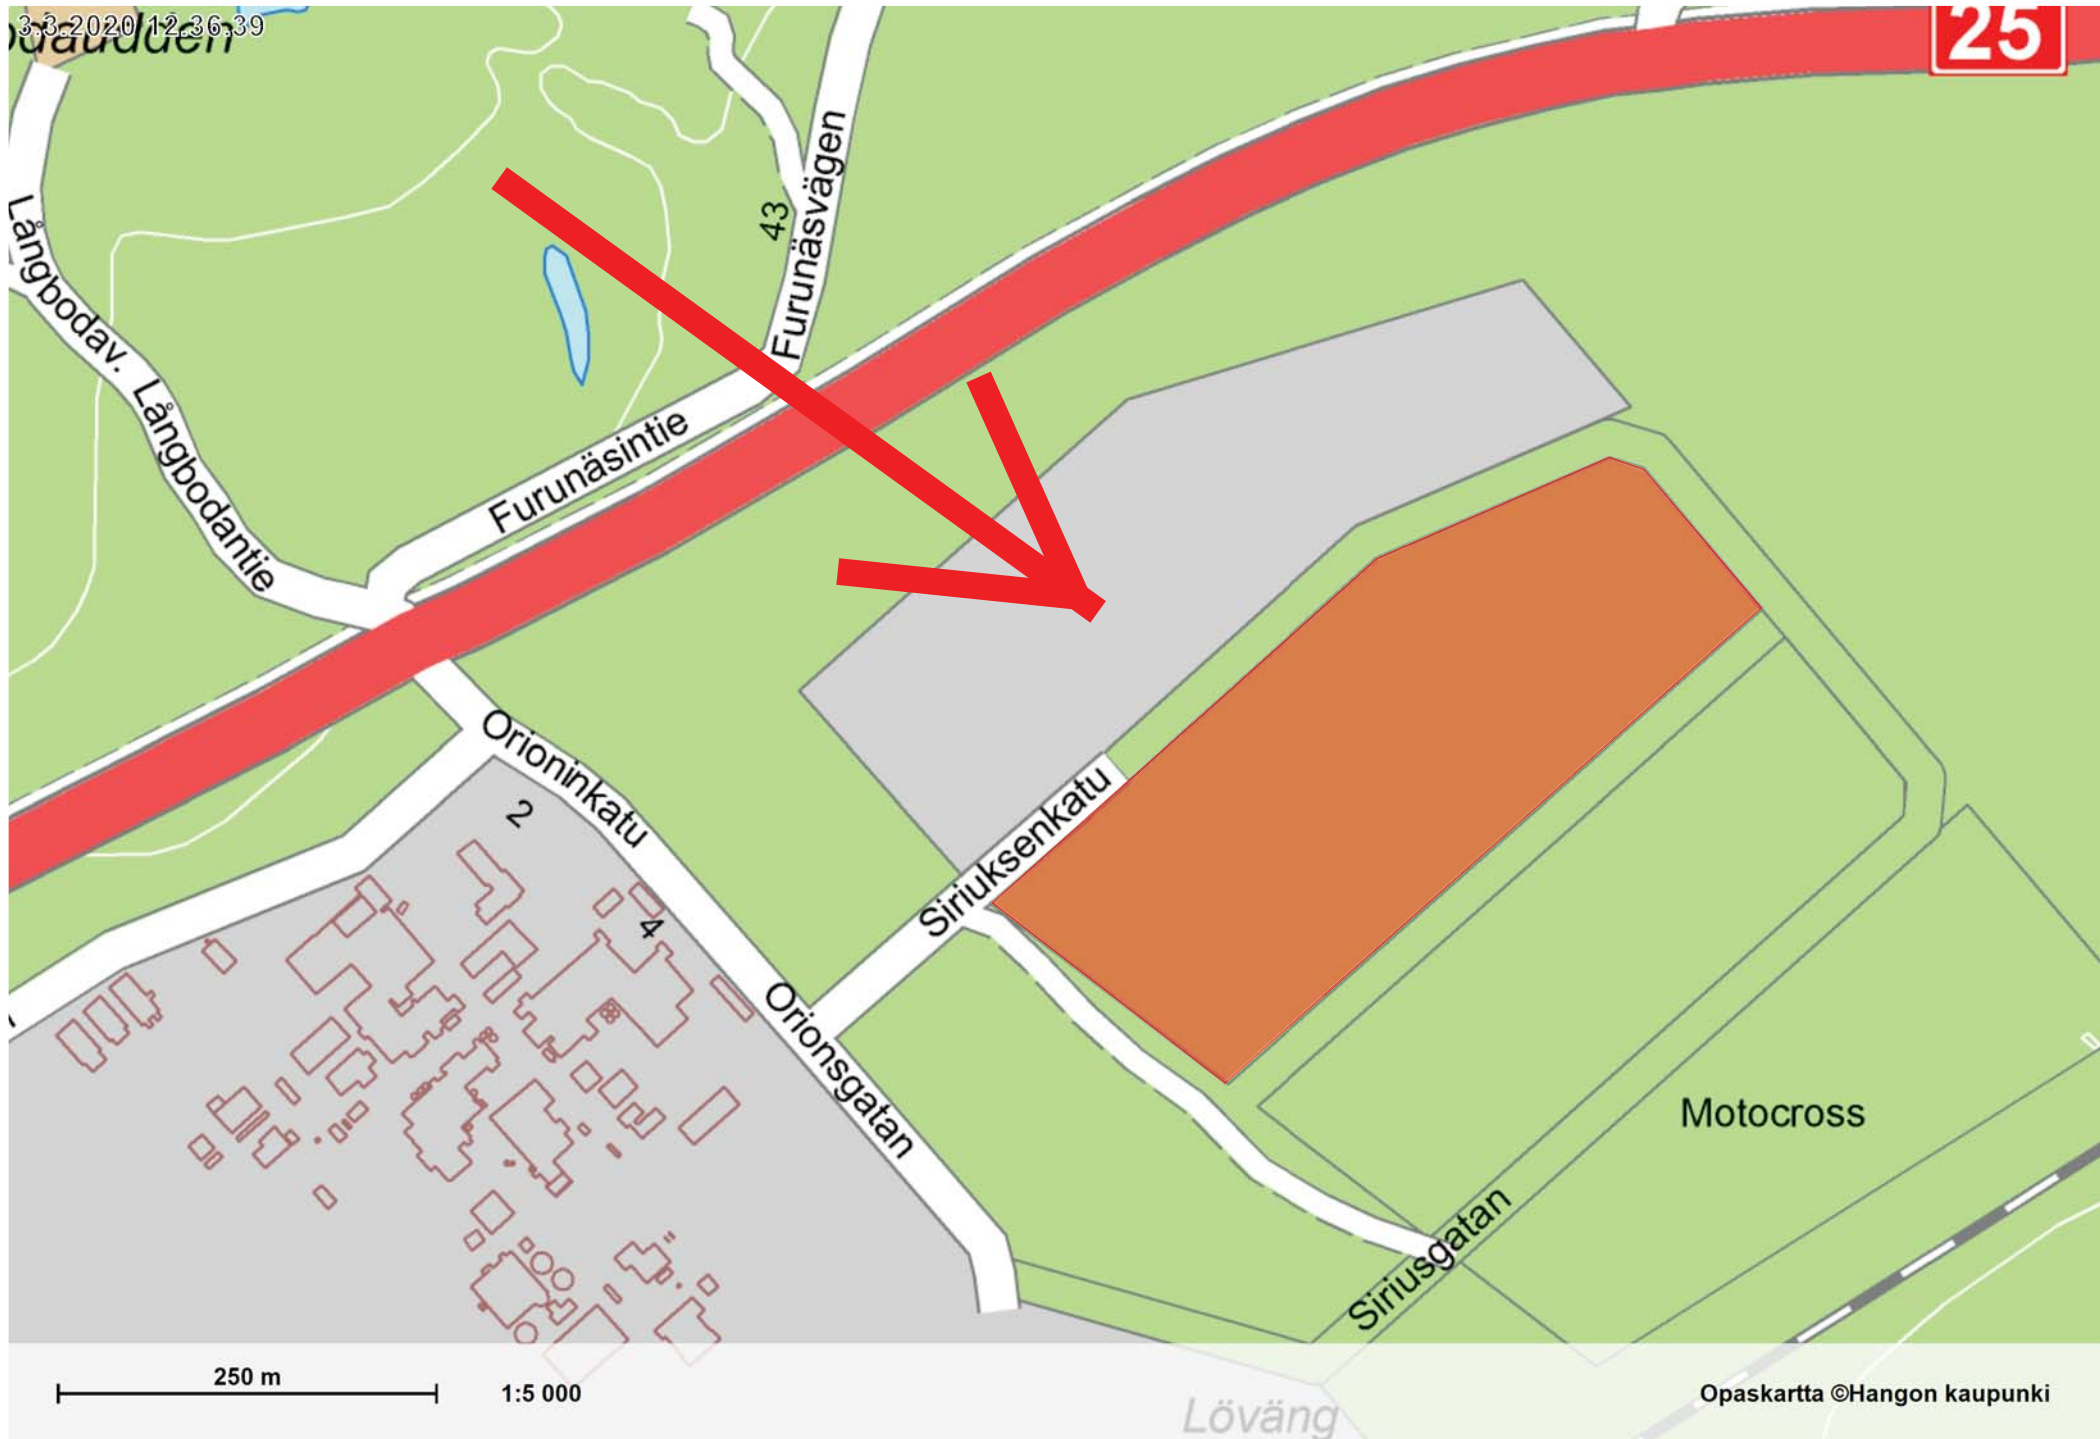 3.3.2020 12.36.39
25
Furunäsvägen
43
Långbodav.
Långbodantie
Furunäsintie
Orioninkatu
2
4
Siriuksenkatu
Orionsgatan
Motocross
Siriusgatan
250 m
1:5 000
Opaskartta ©Hangon kaupunki
Löväng